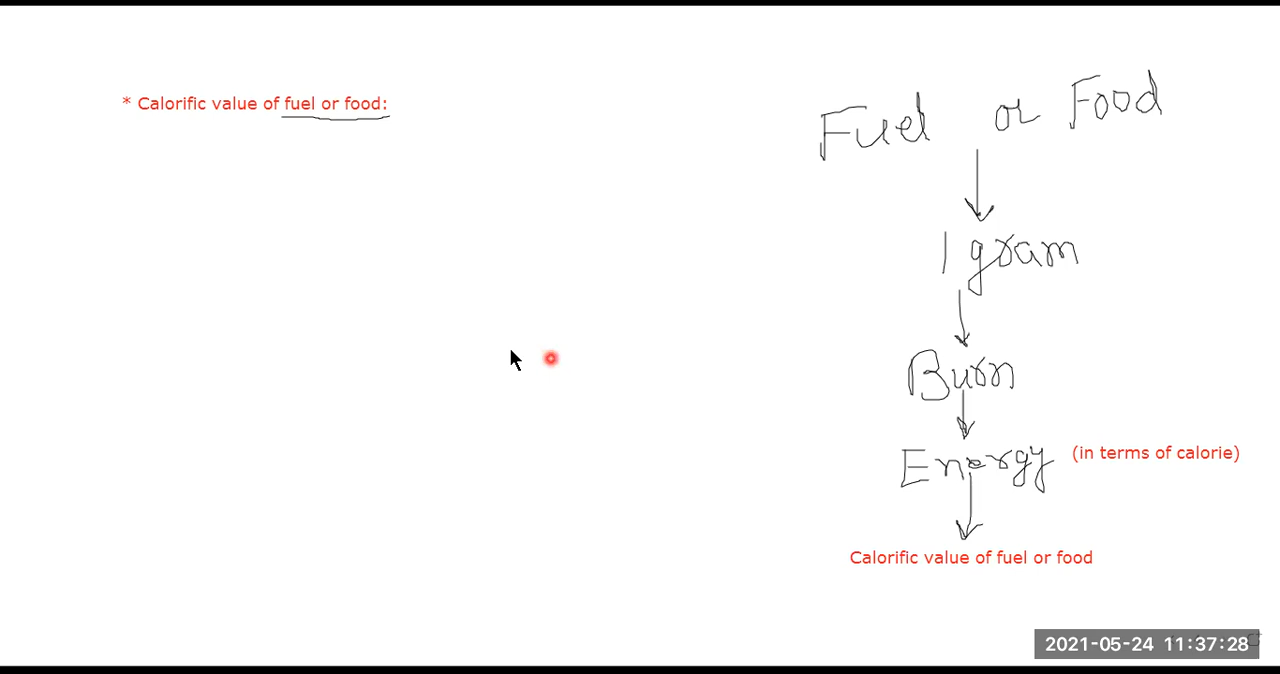 * Calorific value of fuel or food:
Fuel or Food
1 gram
Burn
Energy (in terms of calorie)
Calorific value of fuel or food
2021-05-24 11:37:28